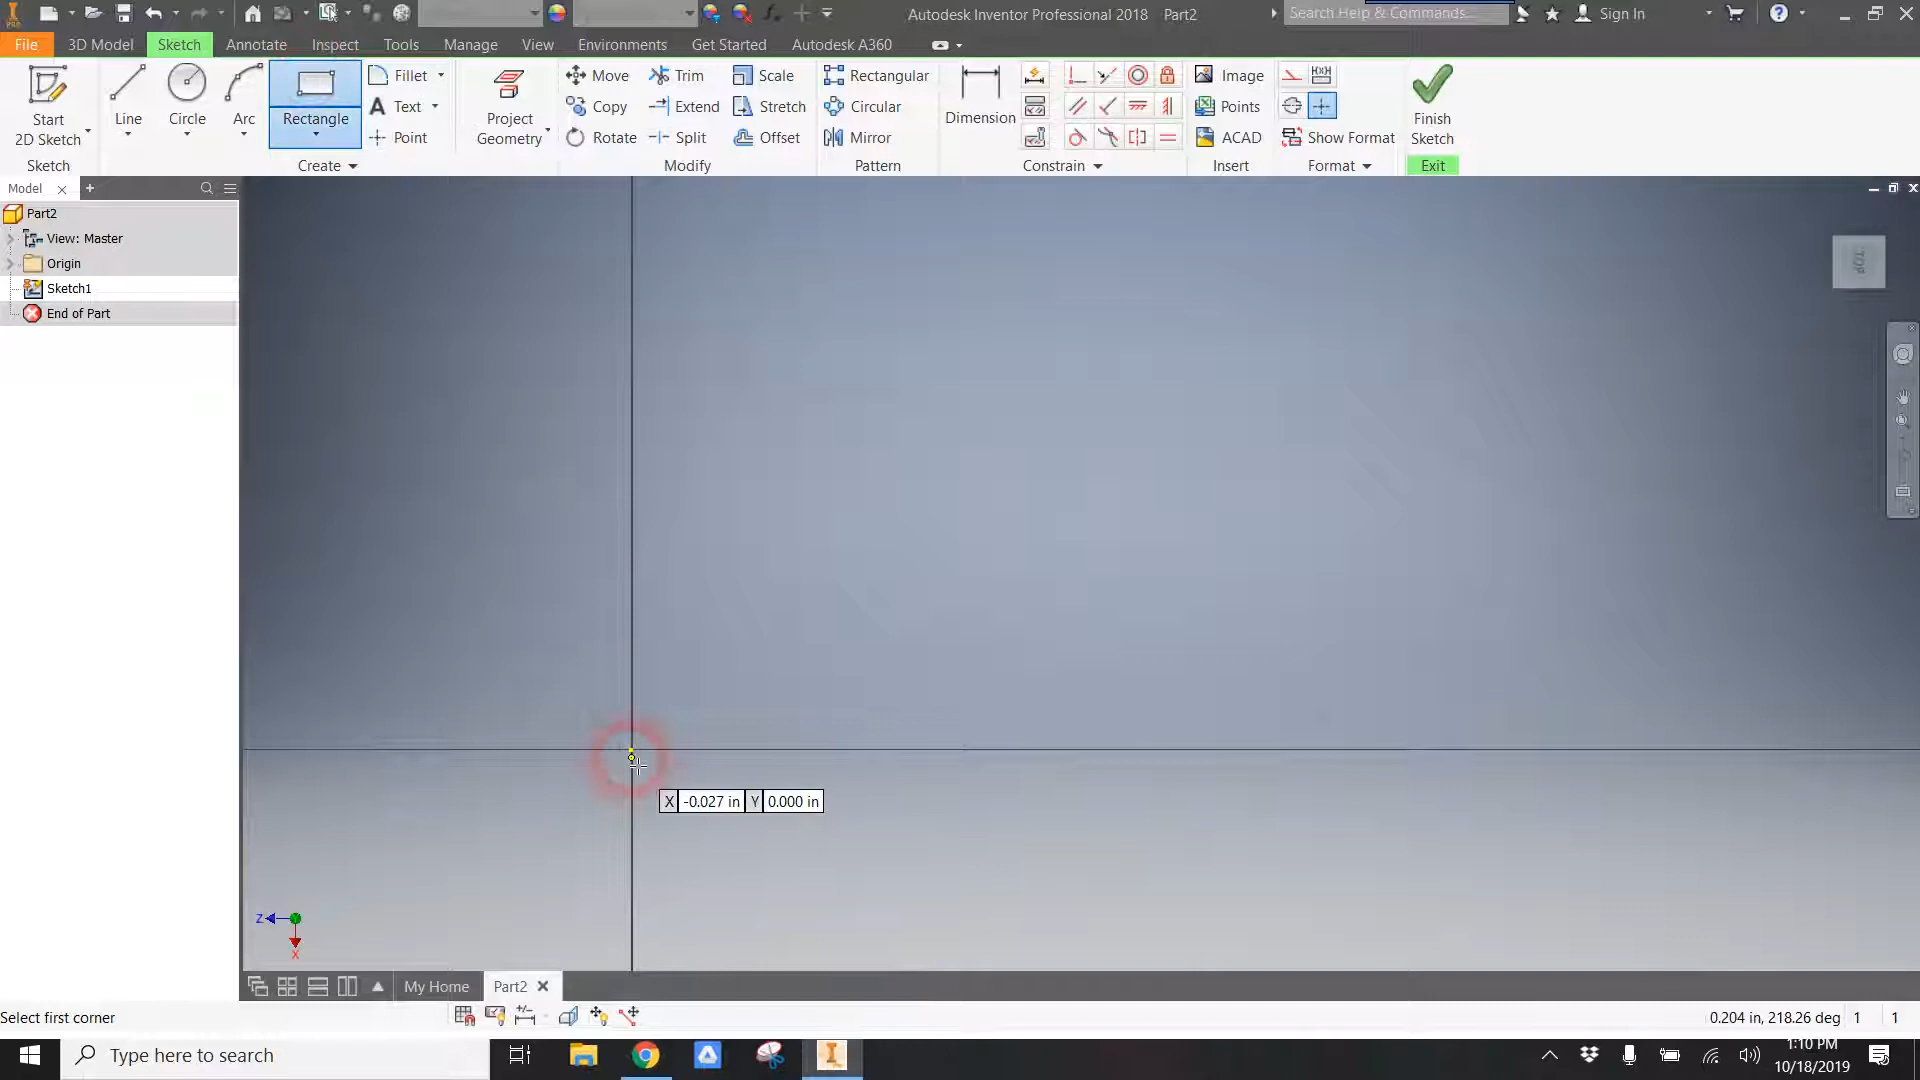 Autodesk Inventor Professional 2018 Part2
Search Help & Commands...
Sign In
File 3D Model Sketch Annotate Inspect Tools Manage View Environments Get Started Autodesk A360
Start
2D Sketch
Line
Circle
Arc
Rectangle
Fillet
Text
Point
Project
Geometry
Move
Copy
Rotate
Trim
Extend
Split
Scale
Stretch
Offset
Rectangular
Circular
Mirror
Dimension
Image
Points
ACAD
Show Format
Finish
Sketch
Sketch Create Modify Pattern Constrain Insert Format Exit
Model
Part2
View: Master
Origin
Sketch1
End of Part
TOP
X -0.027 in Y 0.000 in
Z
X
My Home Part2
Select first corner
0.204 in, 218.26 deg 1 1
Type here to search
1:10 PM
10/18/2019